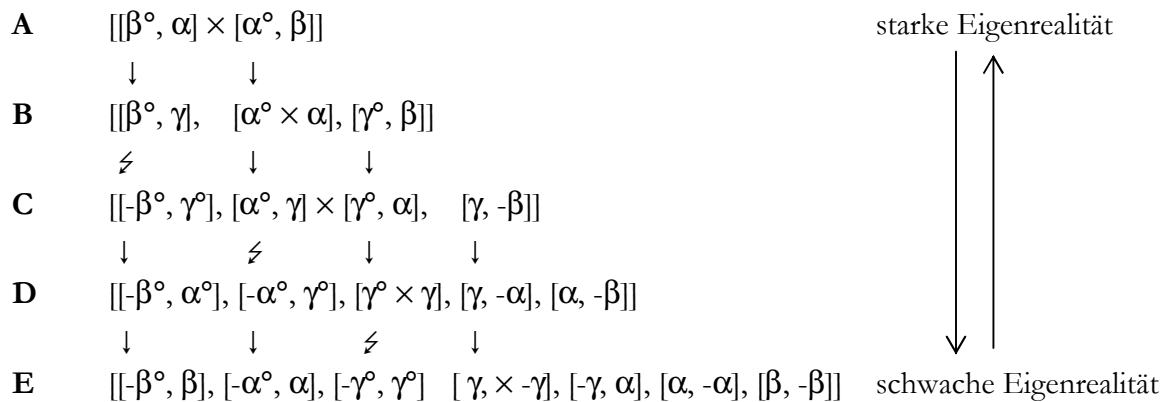 A [[β°, α] × [α°, β]] starke Eigenrealität
↓ ↓
B [[β°, γ], [α° × α], [γ°, β]]
⚡ ↓ ↓
C [[-β°, γ°], [α°, γ] × [γ°, α], [γ, -β]]
↓ ⚡ ↓ ↓
D [[-β°, α°], [-α°, γ°], [γ° × γ], [γ, -α], [α, -β]]
↓ ↓ ⚡ ↓
E [[-β°, β], [-α°, α], [-γ°, γ°] [ γ, × -γ], [-γ, α], [α, -α], [β, -β]] schwache Eigenrealität